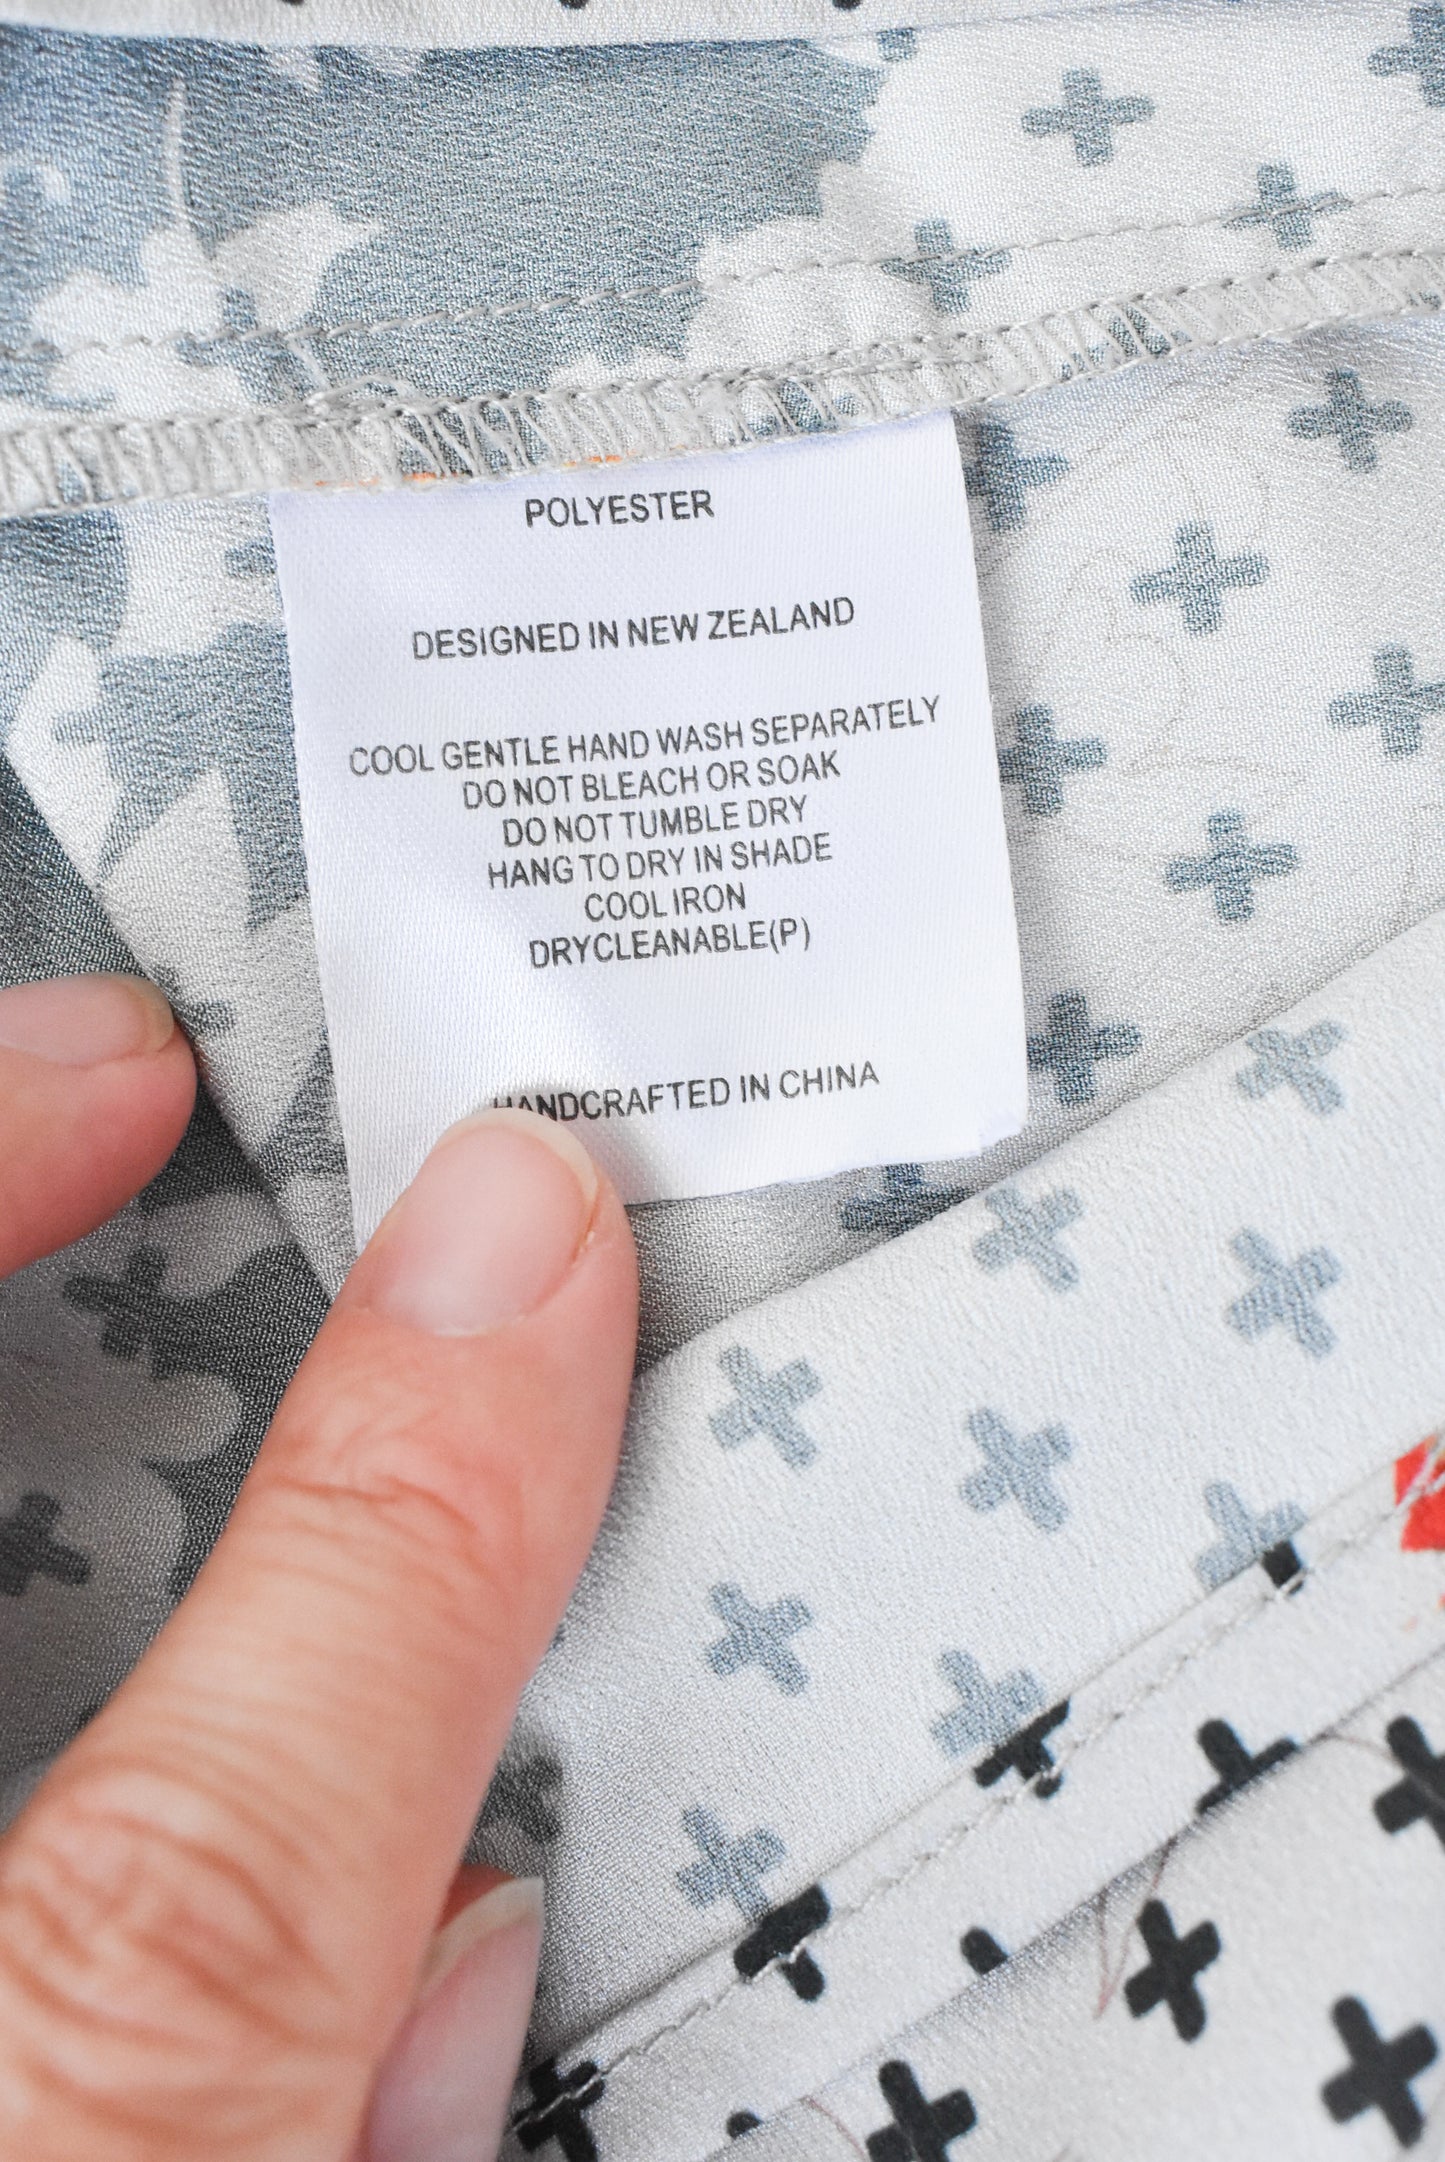 POLYESTER
DESIGNED IN NEW ZEALAND
COOL GENTLE HAND WASH SEPARATELY
DO NOT BLEACH OR SOAK
DO NOT TUMBLE DRY
HANG TO DRY IN SHADE
COOL IRON
DRYCLEANABLE(P)
HANDCRAFTED IN CHINA